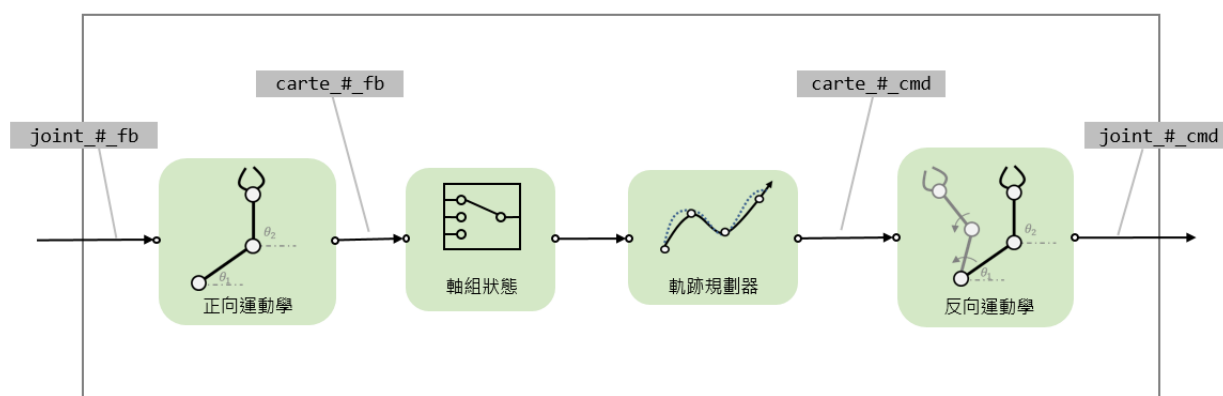 carte_#_fb
carte_#_cmd
joint_#_fb
joint_#_cmd
θ₂
θ₁
正向運動學
軸組狀態
軌跡規劃器
θ₂
θ₁
反向運動學